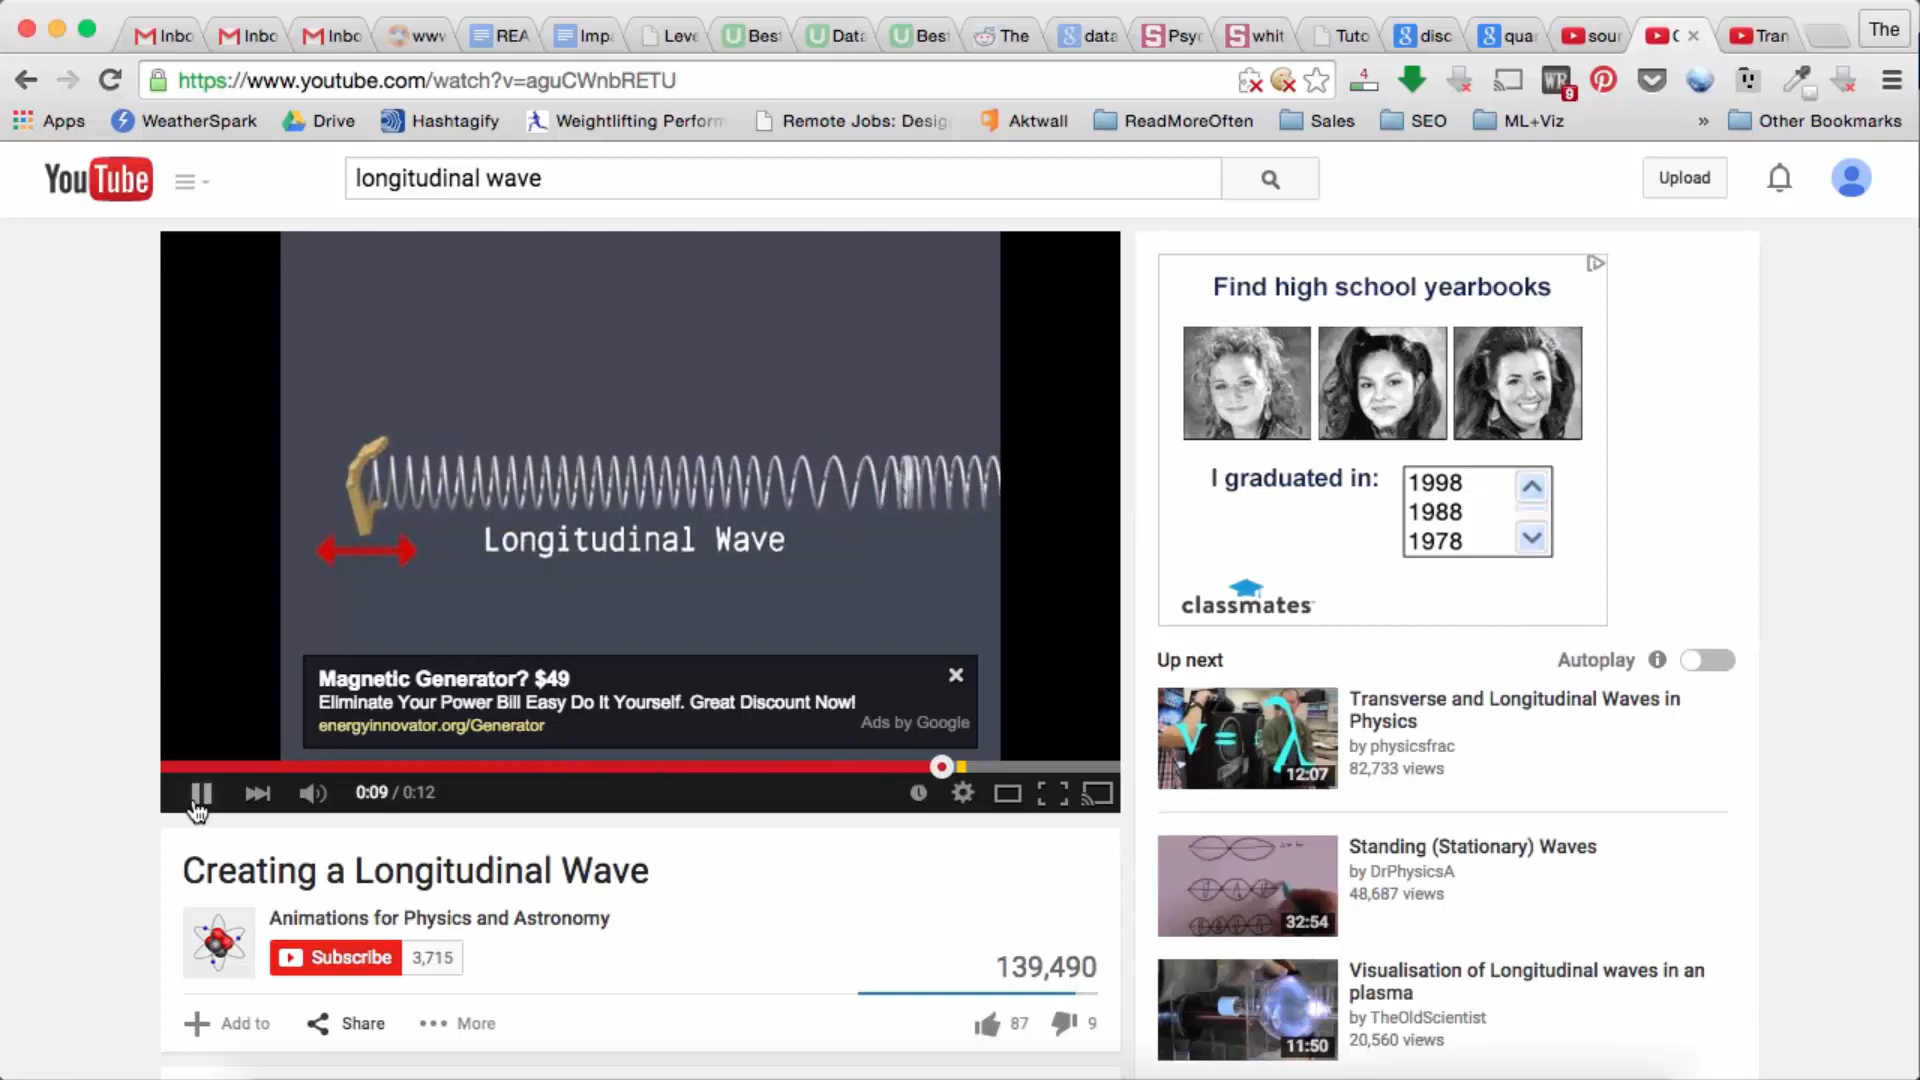 Inbo Inbo Inbo www REA Imp Leve Best Data Best The data Psyc whit Tuto disc qua sour C Tran The
https://www.youtube.com/watch?v=aguCWnbRETU 4 WR 9
Apps WeatherSpark Drive Hashtagify Weightlifting Perforn Remote Jobs: Desig Aktwall ReadMoreOften Sales SEO ML+Viz » Other Bookmarks
YouTube longitudinal wave Upload
Find high school yearbooks
I graduated in:
1998
1988
1978
classmates
Longitudinal Wave
Magnetic Generator? $49
Eliminate Your Power Bill Easy Do It Yourself. Great Discount Now!
energyinnovator.org/Generator
Ads by Google
0:09 / 0:12
Creating a Longitudinal Wave
Animations for Physics and Astronomy
Subscribe 3,715
139,490
Add to Share More
87 9
Up next Autoplay
v = λ
12:07
Transverse and Longitudinal Waves in
Physics
by physicsfrac
82,733 views
32:54
Standing (Stationary) Waves
by DrPhysicsA
48,687 views
11:50
Visualisation of Longitudinal waves in an
plasma
by TheOldScientist
20,560 views